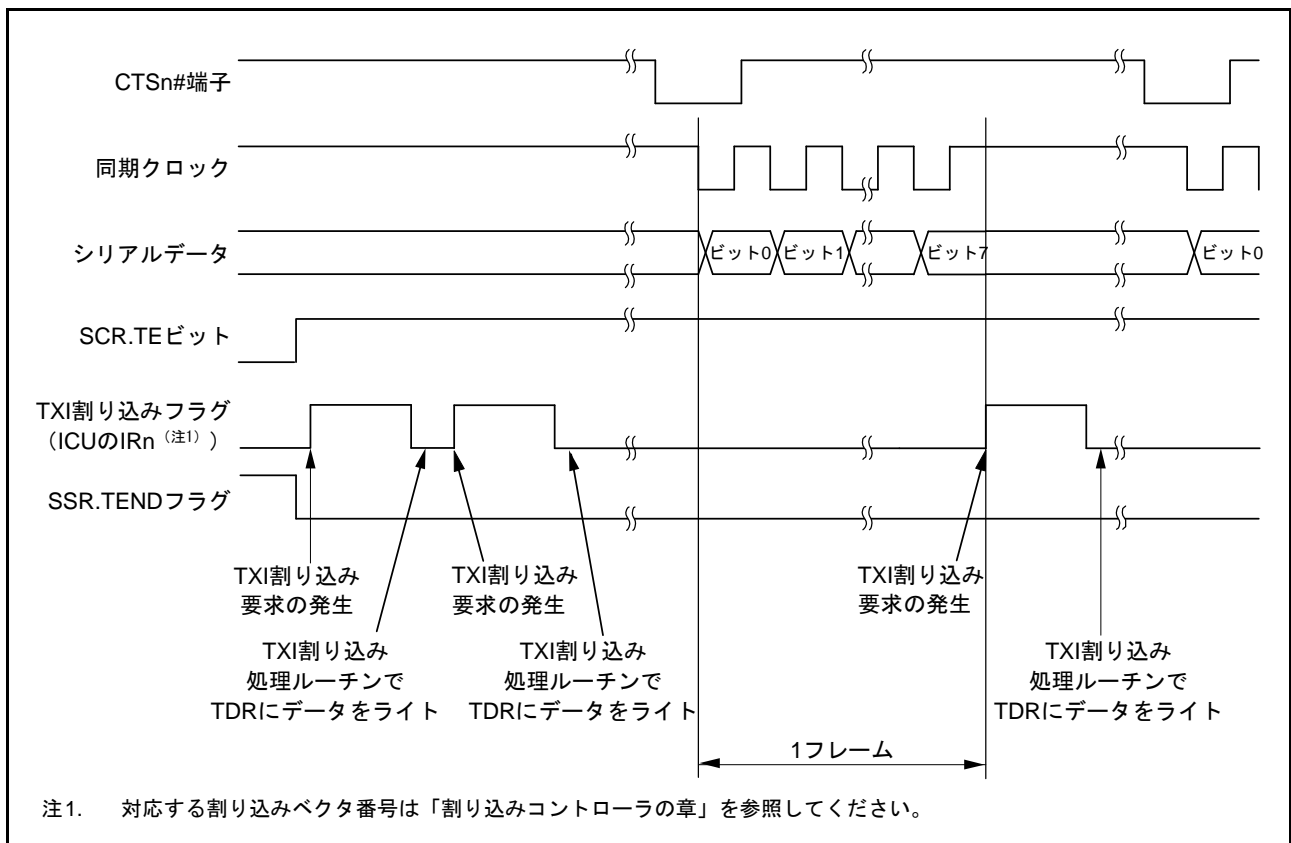 CTSn#端子
同期クロック
シリアルデータ
ビット0
ビット1
ビット7
ビット0
SCR.TEビット
TXI割り込みフラグ
(ICUのIRn(注1))
SSR.TENDフラグ
TXI割り込み
要求の発生
TXI割り込み
要求の発生
TXI割り込み
要求の発生
TXI割り込み
処理ルーチンで
TDRにデータをライト
TXI割り込み
処理ルーチンで
TDRにデータをライト
TXI割り込み
処理ルーチンで
TDRにデータをライト
1フレーム
注1. 対応する割り込みベクタ番号は「割り込みコントローラの章」を参照してください。